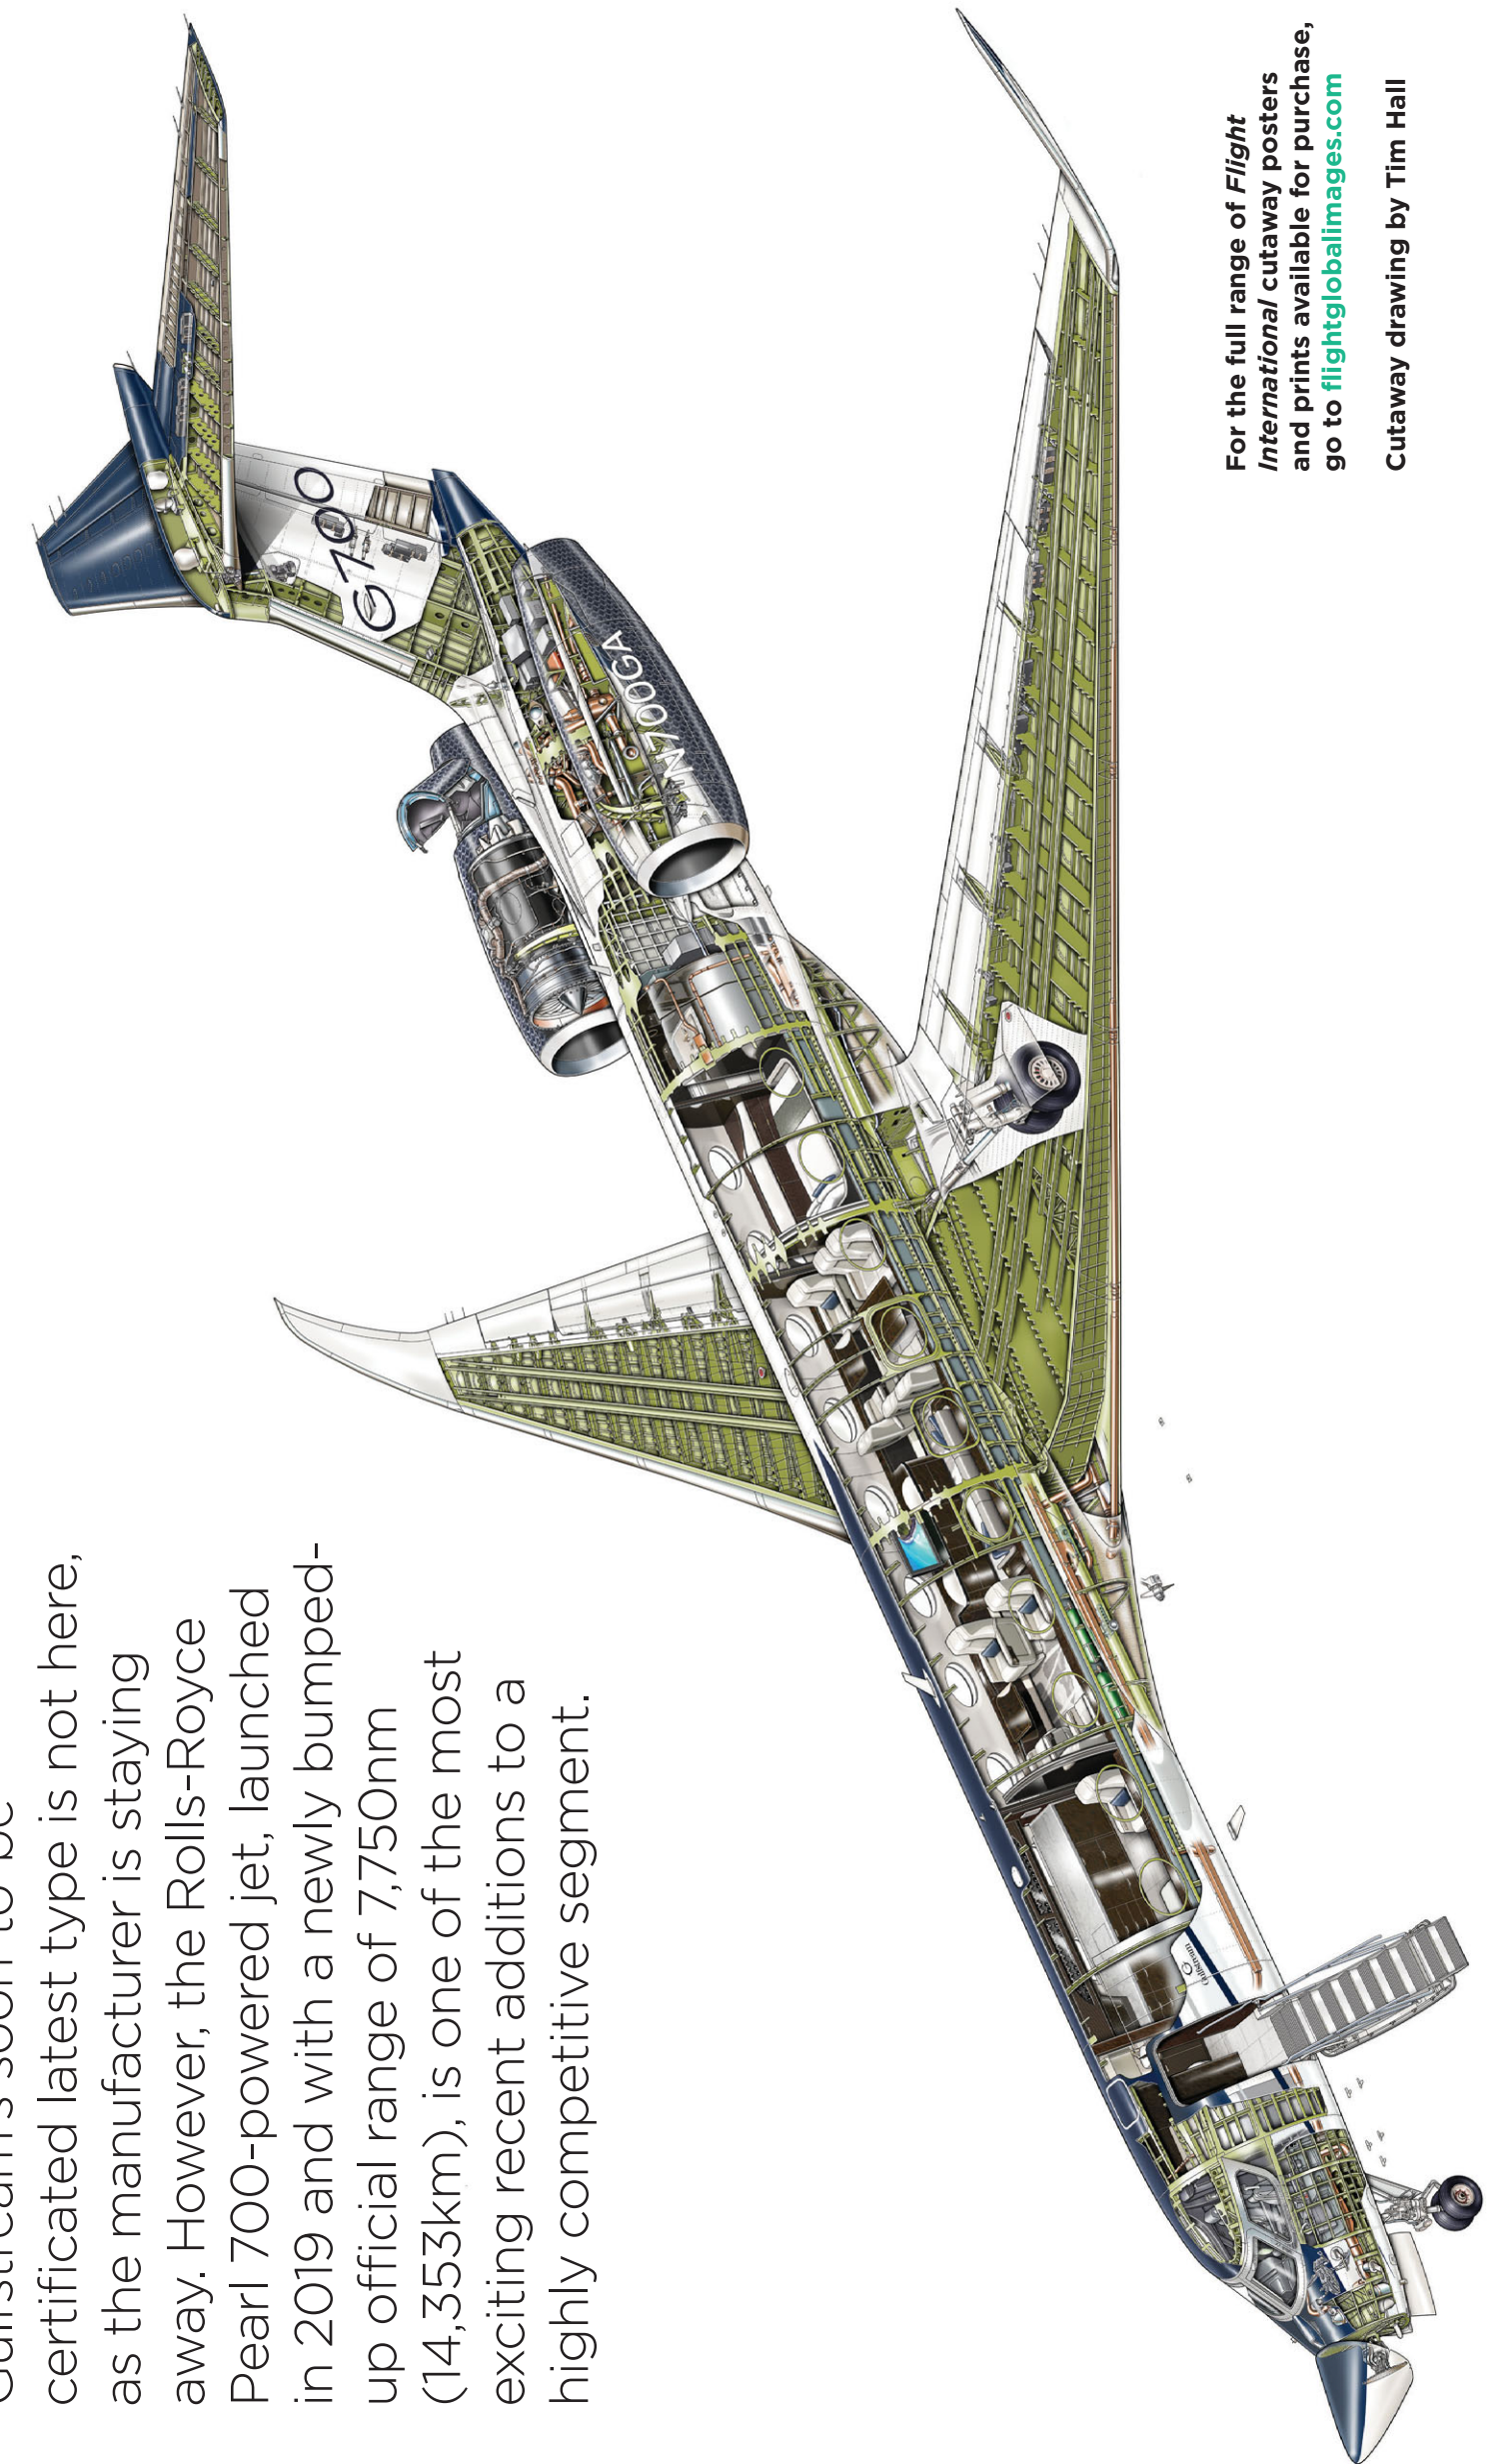 certificated latest type is not here,
as the manufacturer is staying
away. However, the Rolls-Royce
Pearl 700-powered jet, launched
in 2019 and with a newly bumped-
up official range of 7,750nm
(14,353km), is one of the most
exciting recent additions to a
highly competitive segment.
G700
N700GA
Gulfstream
For the full range of Flight
International cutaway posters
and prints available for purchase,
go to flightglobalimages.com
Cutaway drawing by Tim Hall